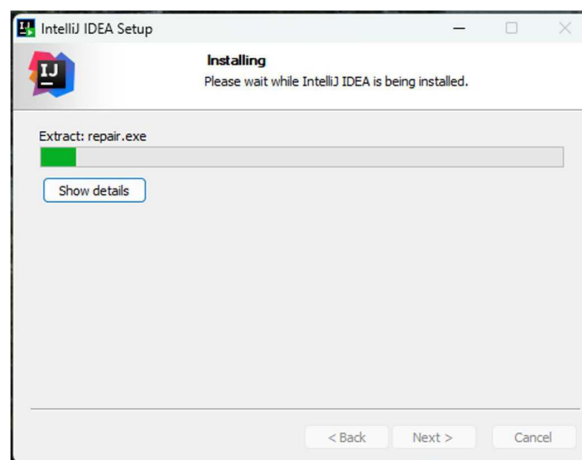 IntelliJ IDEA Setup
IJ
Installing
Please wait while IntelliJ IDEA is being installed.
Extract: repair.exe
Show details
< Back Next > Cancel